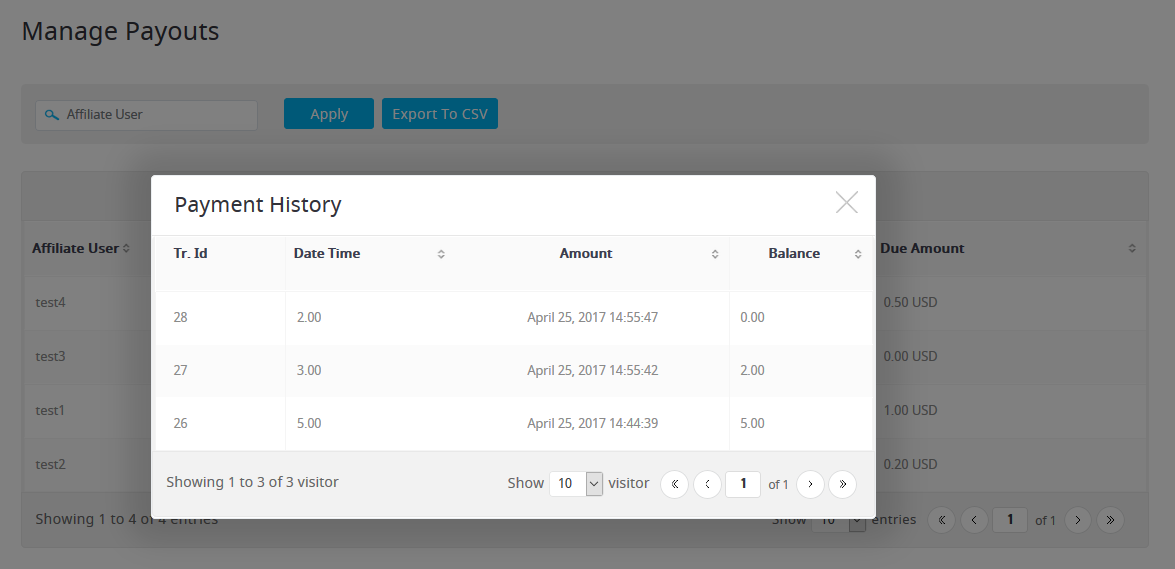 Manage Payouts
Affiliate User Apply Export To CSV
Payment History
Affiliate User Due Amount
Tr. Id Date Time Amount Balance
test4 0.50 USD
28 2.00 April 25, 2017 14:55:47 0.00
test3 0.00 USD
27 3.00 April 25, 2017 14:55:42 2.00
test1 1.00 USD
26 5.00 April 25, 2017 14:44:39 5.00
test2 0.20 USD
Showing 1 to 3 of 3 visitor Show 10 visitor « ‹ 1 of 1 › »
Showing 1 to 4 of 4 entries Show 10 entries « ‹ 1 of 1 › »